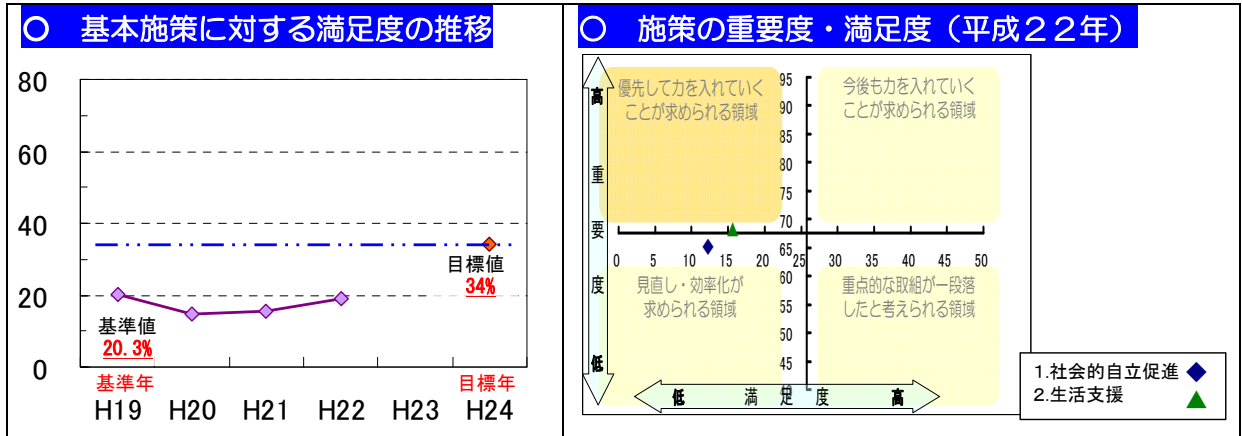 ○ 基本施策に対する満足度の推移
80
60
40
20
0
目標値
34%
基準値
20.3%
基準年
目標年
H19 H20 H21 H22 H23 H24
○ 施策の重要度・満足度（平成２２年）
優先して力を入れていく
ことが求められる領域
今後も力を入れていく
ことが求められる領域
高
重
要
度
低
95
90
85
80
75
70
65
60
55
50
45
40
0 5 10 15 20 25 30 35 40 45 50
見直し・効率化が
求められる領域
重点的な取組が一段落
したと考えられる領域
低 満 足 度 高
1.社会的自立促進
2.生活支援